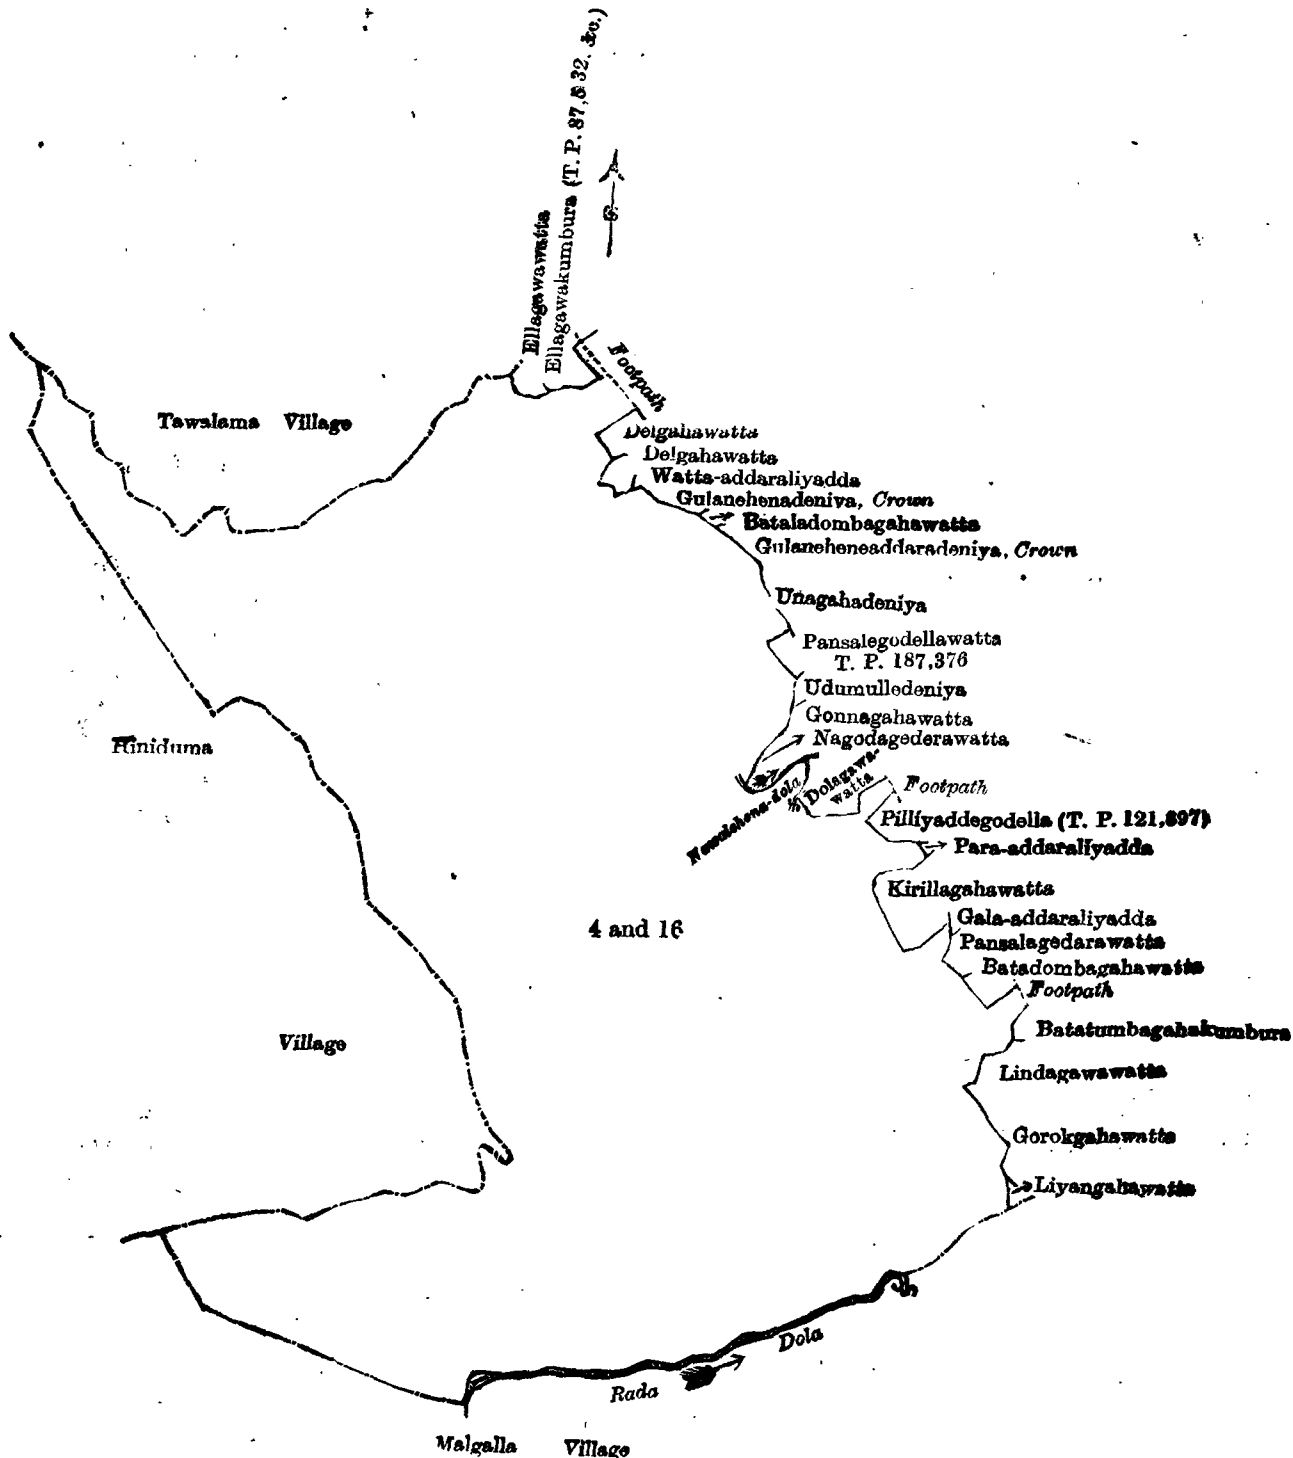 Ellagawawatta
Ellagawakumbura (T. P. 87,832. &c.)
Footpath
Tawalama Village
Delgahawatta
Delgahawatta
Watta-addaraliyadda
Gulanehenadeniya, Crown
Bataladombagahawatta
Gulaneheneaddaradeniya, Crown
Unagahadeniya
Pansalegodellawatta
T. P. 187,376
Udumulledeniya
Gonnagahawatta
Nagodagederawatta
Hiniduma
Dolagawa-
watta
Footpath
Pilliyaddegodella (T. P. 121,897)
Para-addaraliyadda
Kirillagahawatta
Gala-addaraliyadda
4 and 16
Pansalagedarawatta
Batadombagahawatta
Footpath
Batatumbagahakumbura
Village
Lindagawawatta
Gorokgahawatta
Liyangahawatta
Dola
Rada
Malgalla Village